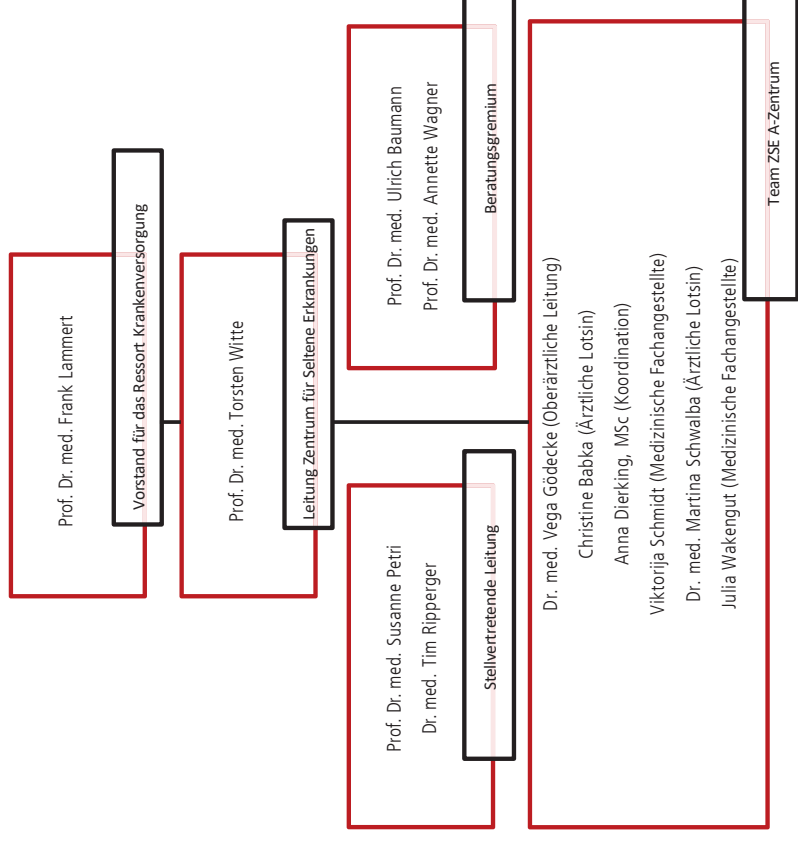 Prof. Dr. med. Frank Lammert
Vorstand für das Ressort Krankenversorgung
Prof. Dr. med. Torsten Witte
Leitung Zentrum für Seltene Erkrankungen
Prof. Dr. med. Susanne Petri
Dr. med. Tim Ripperger
Stellvertretende Leitung
Prof. Dr. med. Ulrich Baumann
Prof. Dr. med. Annette Wagner
Beratungsgremium
Dr. med. Vega Gödecke (Oberärztliche Leitung)
Christine Babka (Ärztliche Lotsin)
Anna Dierking, MSc (Koordination)
Viktorija Schmidt (Medizinische Fachangestellte)
Dr. med. Martina Schwalba (Ärztliche Lotsin)
Julia Wakengut (Medizinische Fachangestellte)
Team ZSE A-Zentrum